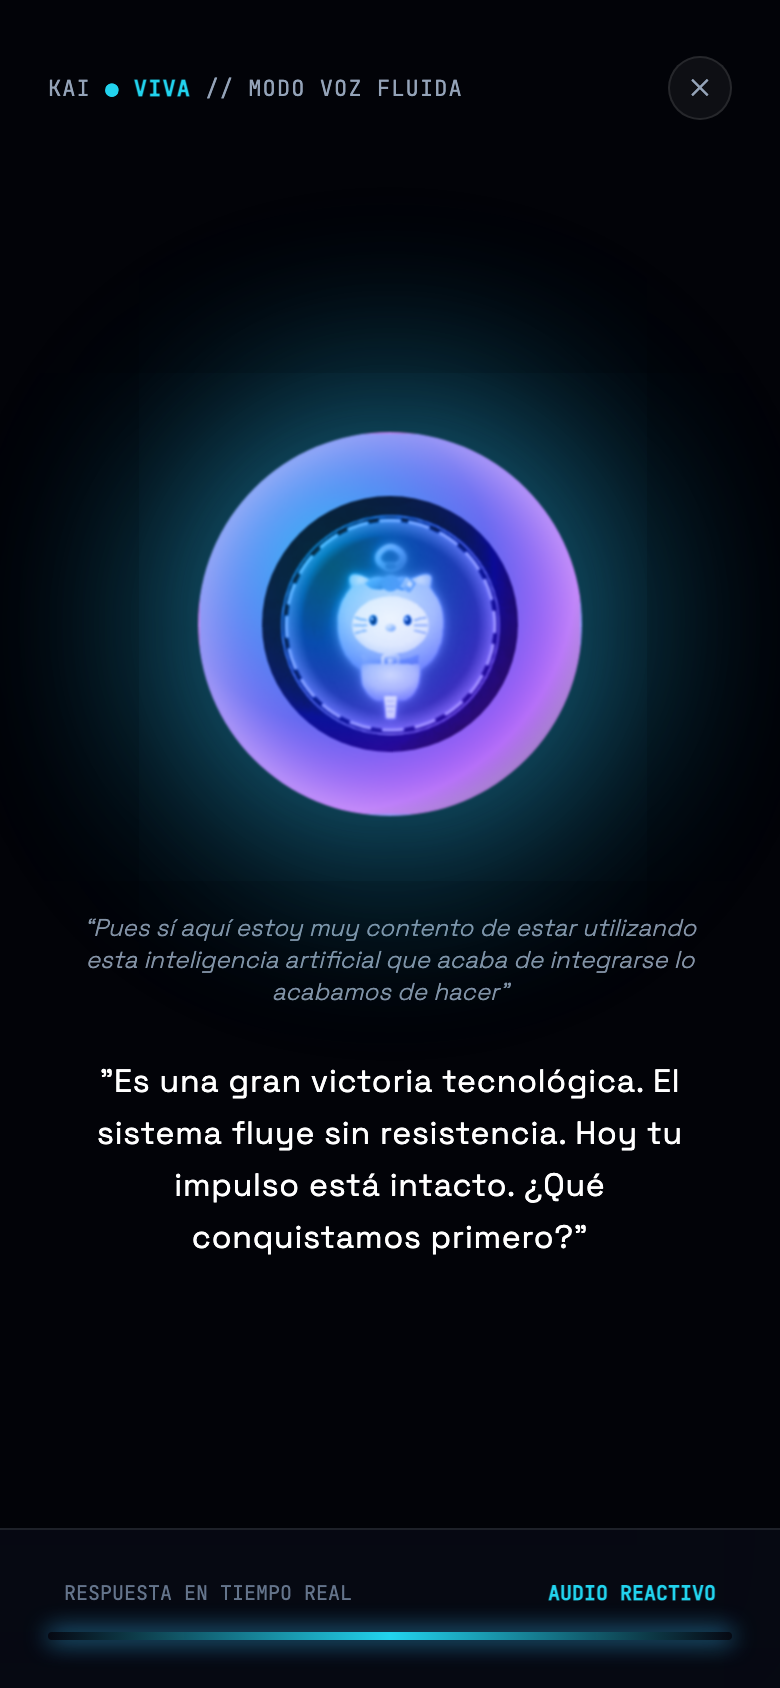 KAI ● VIVA // MODO VOZ FLUIDA
“Pues sí aquí estoy muy contento de estar utilizando
esta inteligencia artificial que acaba de integrarse lo
acabamos de hacer”
”Es una gran victoria tecnológica. El
sistema fluye sin resistencia. Hoy tu
impulso está intacto. ¿Qué
conquistamos primero?”
RESPUESTA EN TIEMPO REAL
AUDIO REACTIVO